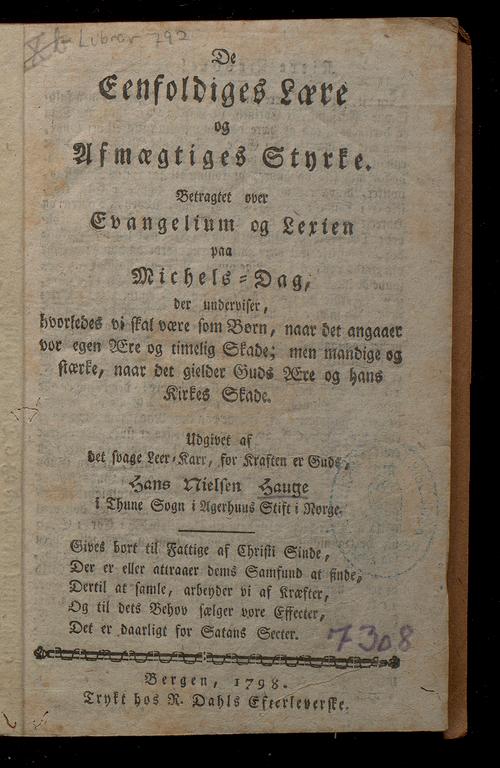 Librar 792
De
Eenfoldiges Lære
og
Afmægtiges Styrke.
Betragtet over
Evangelium og Lexien
paa
Michels-Dag,
der underviser,
hvorledes vi skal være som Børn, naar det angaaer
vor egen Ære og timelig Skade; men mandige og
stærke, naar det gielder Guds Ære og hans
Kirkes Skade.
Udgivet af
det svage Leer-Karr, for Kraften er Guds,
Hans Nielsen Hauge
i Thune Sogn i Agerhuus Stift i Norge.
Gives bort til Fattige af Christi Sinde,
Der er eller attraaer dems Samfund at finde,
Dertil at samle, arbeyder vi af Kræfter,
Og til dets Behov sælger vore Effecter,
Det er daarligt for Satans Secter.
7308
Bergen, 1798.
Trykt hos R. Dahls Efterleverske.